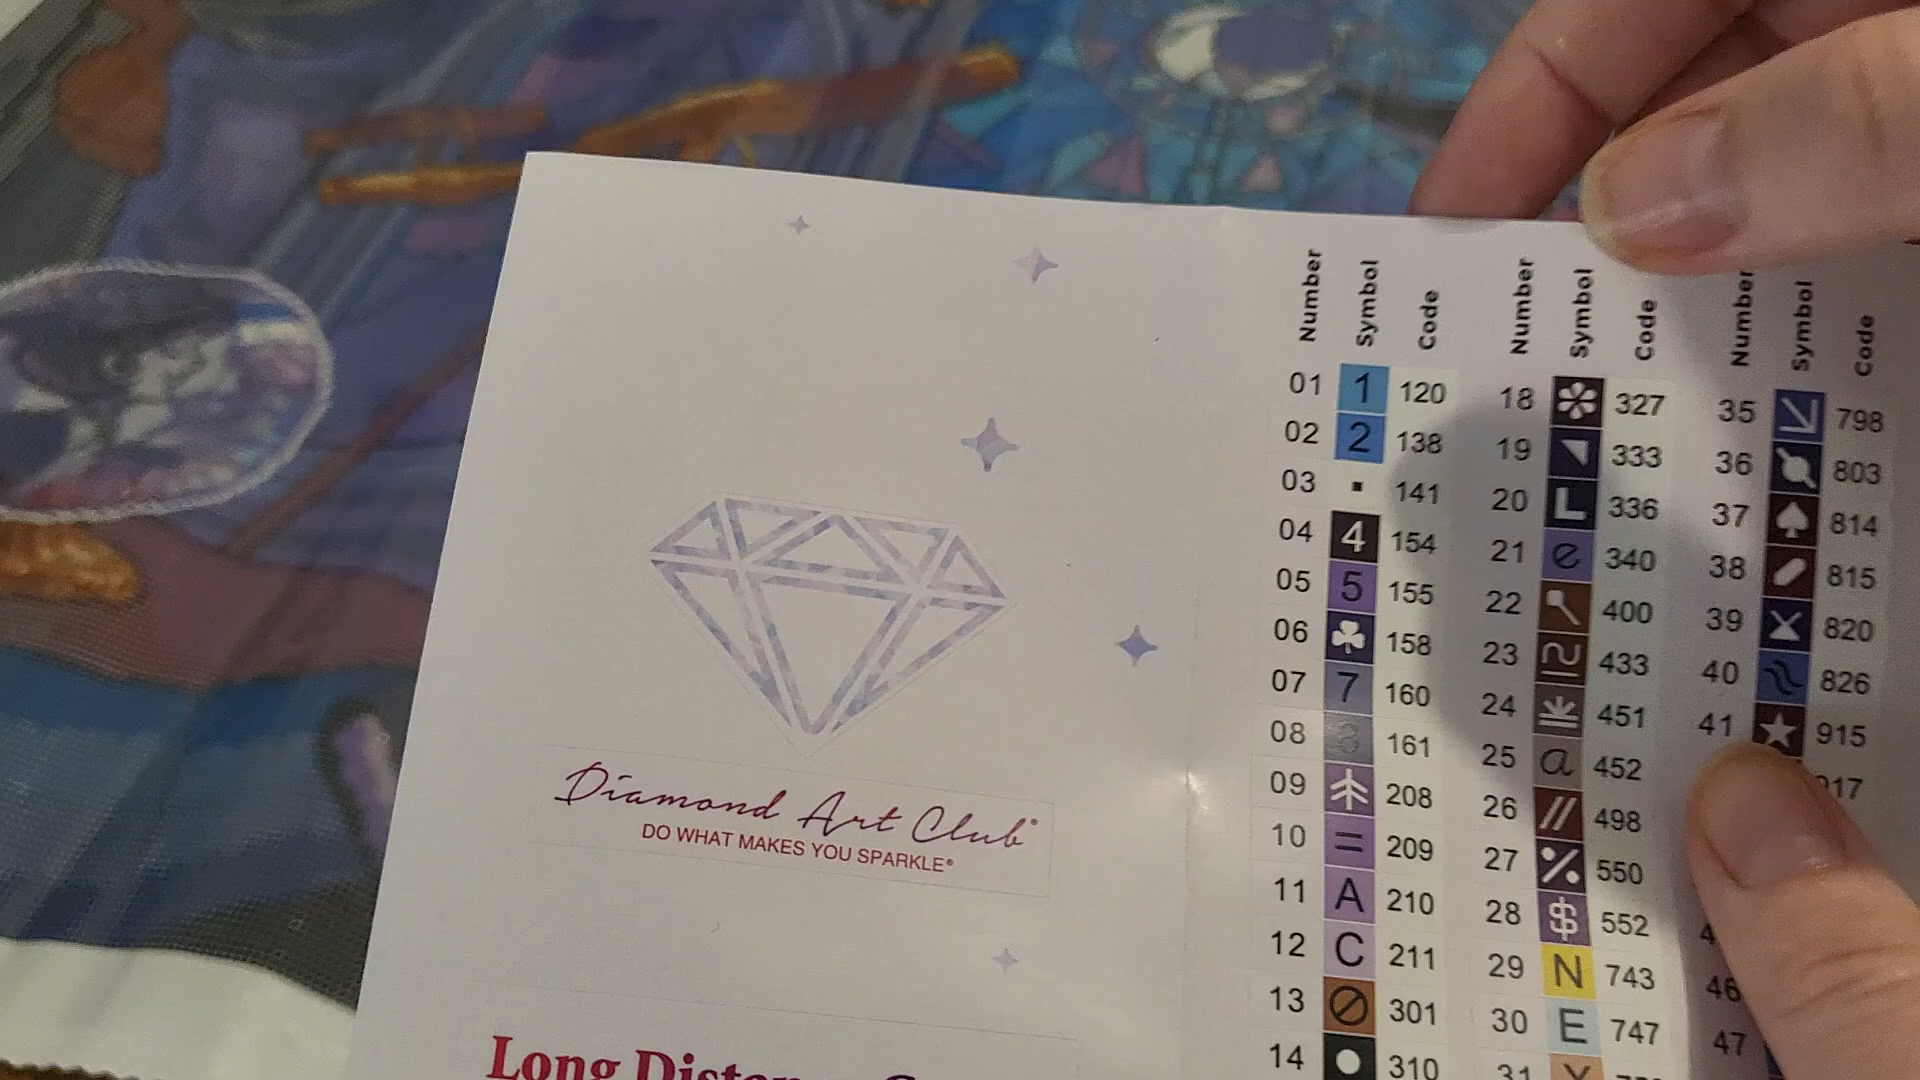 Diamond Art Club®
DO WHAT MAKES YOU SPARKLE®
Long
Number Symbol Code
01 1 120
02 2 138
03 ▪ 141
04 4 154
05 5 155
06 ♣ 158
07 7 160
08 161
09 208
10 = 209
11 A 210
12 C 211
13 ⊘ 301
14 ● 310
Number Symbol Code
18 327
19 333
20 L 336
21 e 340
22 400
23 433
24 451
25 a 452
26 // 498
27 550
28 $ 552
29 N 743
30 E 747
31 Y
Number Symbol Code
35 798
36 803
37 ♠ 814
38 815
39 820
40 826
41 ★ 915
46
47